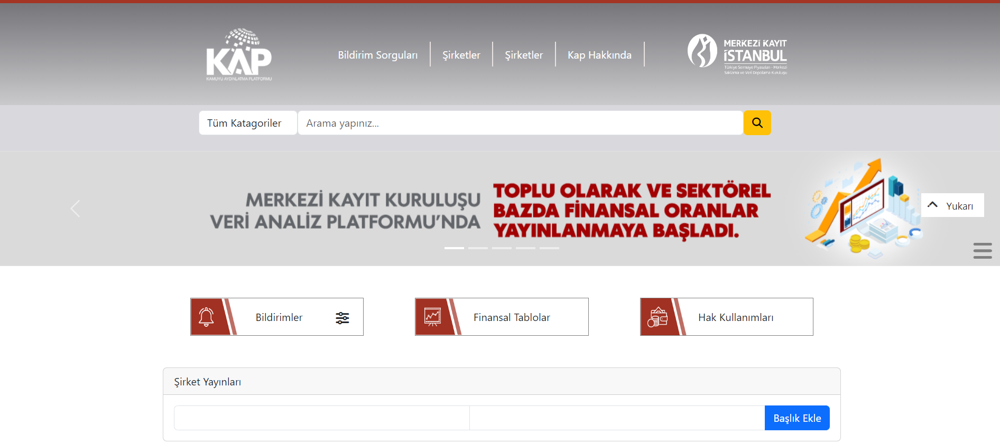 KAP
KAMUYU AYDINLATMA PLATFORMU
Bildirim Sorguları
Şirketler
Şirketler
Kap Hakkında
MERKEZİ KAYIT
İSTANBUL
Türkiye Sermaye Piyasaları - Merkezi
Saklama ve Veri Depolama Kuruluşu
Tüm Katagoriler
Arama yapınız...
MERKEZİ KAYIT KURULUŞU
VERİ ANALİZ PLATFORMU'NDA
TOPLU OLARAK VE SEKTÖREL
BAZDA FİNANSAL ORANLAR
YAYINLANMAYA BAŞLADI.
Yukarı
Bildirimler
Finansal Tablolar
Hak Kullanımları
Şirket Yayınları
Başlık Ekle